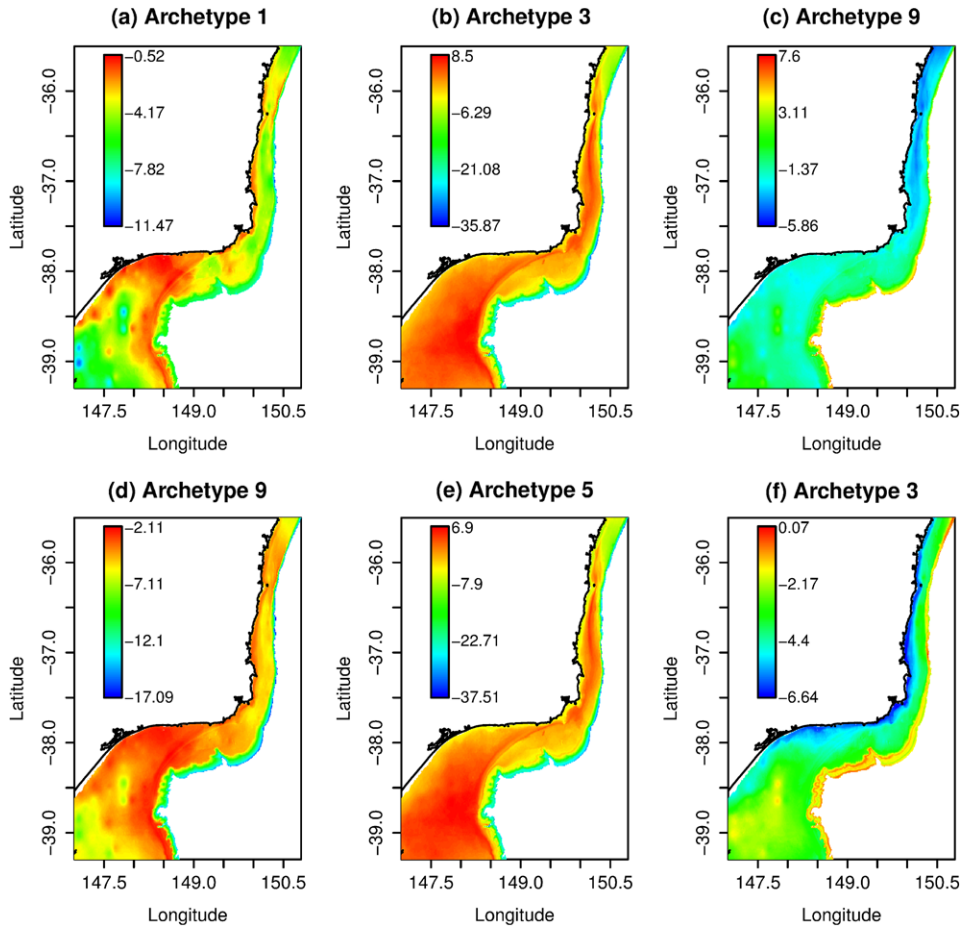 (a) Archetype 1
(b) Archetype 3
(c) Archetype 9
−0.52
−4.17
−7.82
−11.47
8.5
−6.29
−21.08
−35.87
7.6
3.11
−1.37
−5.86
Latitude
−36.0
−37.0
−38.0
−39.0
Latitude
−36.0
−37.0
−38.0
−39.0
Latitude
−36.0
−37.0
−38.0
−39.0
147.5 149.0 150.5
147.5 149.0 150.5
147.5 149.0 150.5
Longitude
Longitude
Longitude
(d) Archetype 9
(e) Archetype 5
(f) Archetype 3
−2.11
−7.11
−12.1
−17.09
6.9
−7.9
−22.71
−37.51
0.07
−2.17
−4.4
−6.64
Latitude
−36.0
−37.0
−38.0
−39.0
Latitude
−36.0
−37.0
−38.0
−39.0
Latitude
−36.0
−37.0
−38.0
−39.0
147.5 149.0 150.5
147.5 149.0 150.5
147.5 149.0 150.5
Longitude
Longitude
Longitude